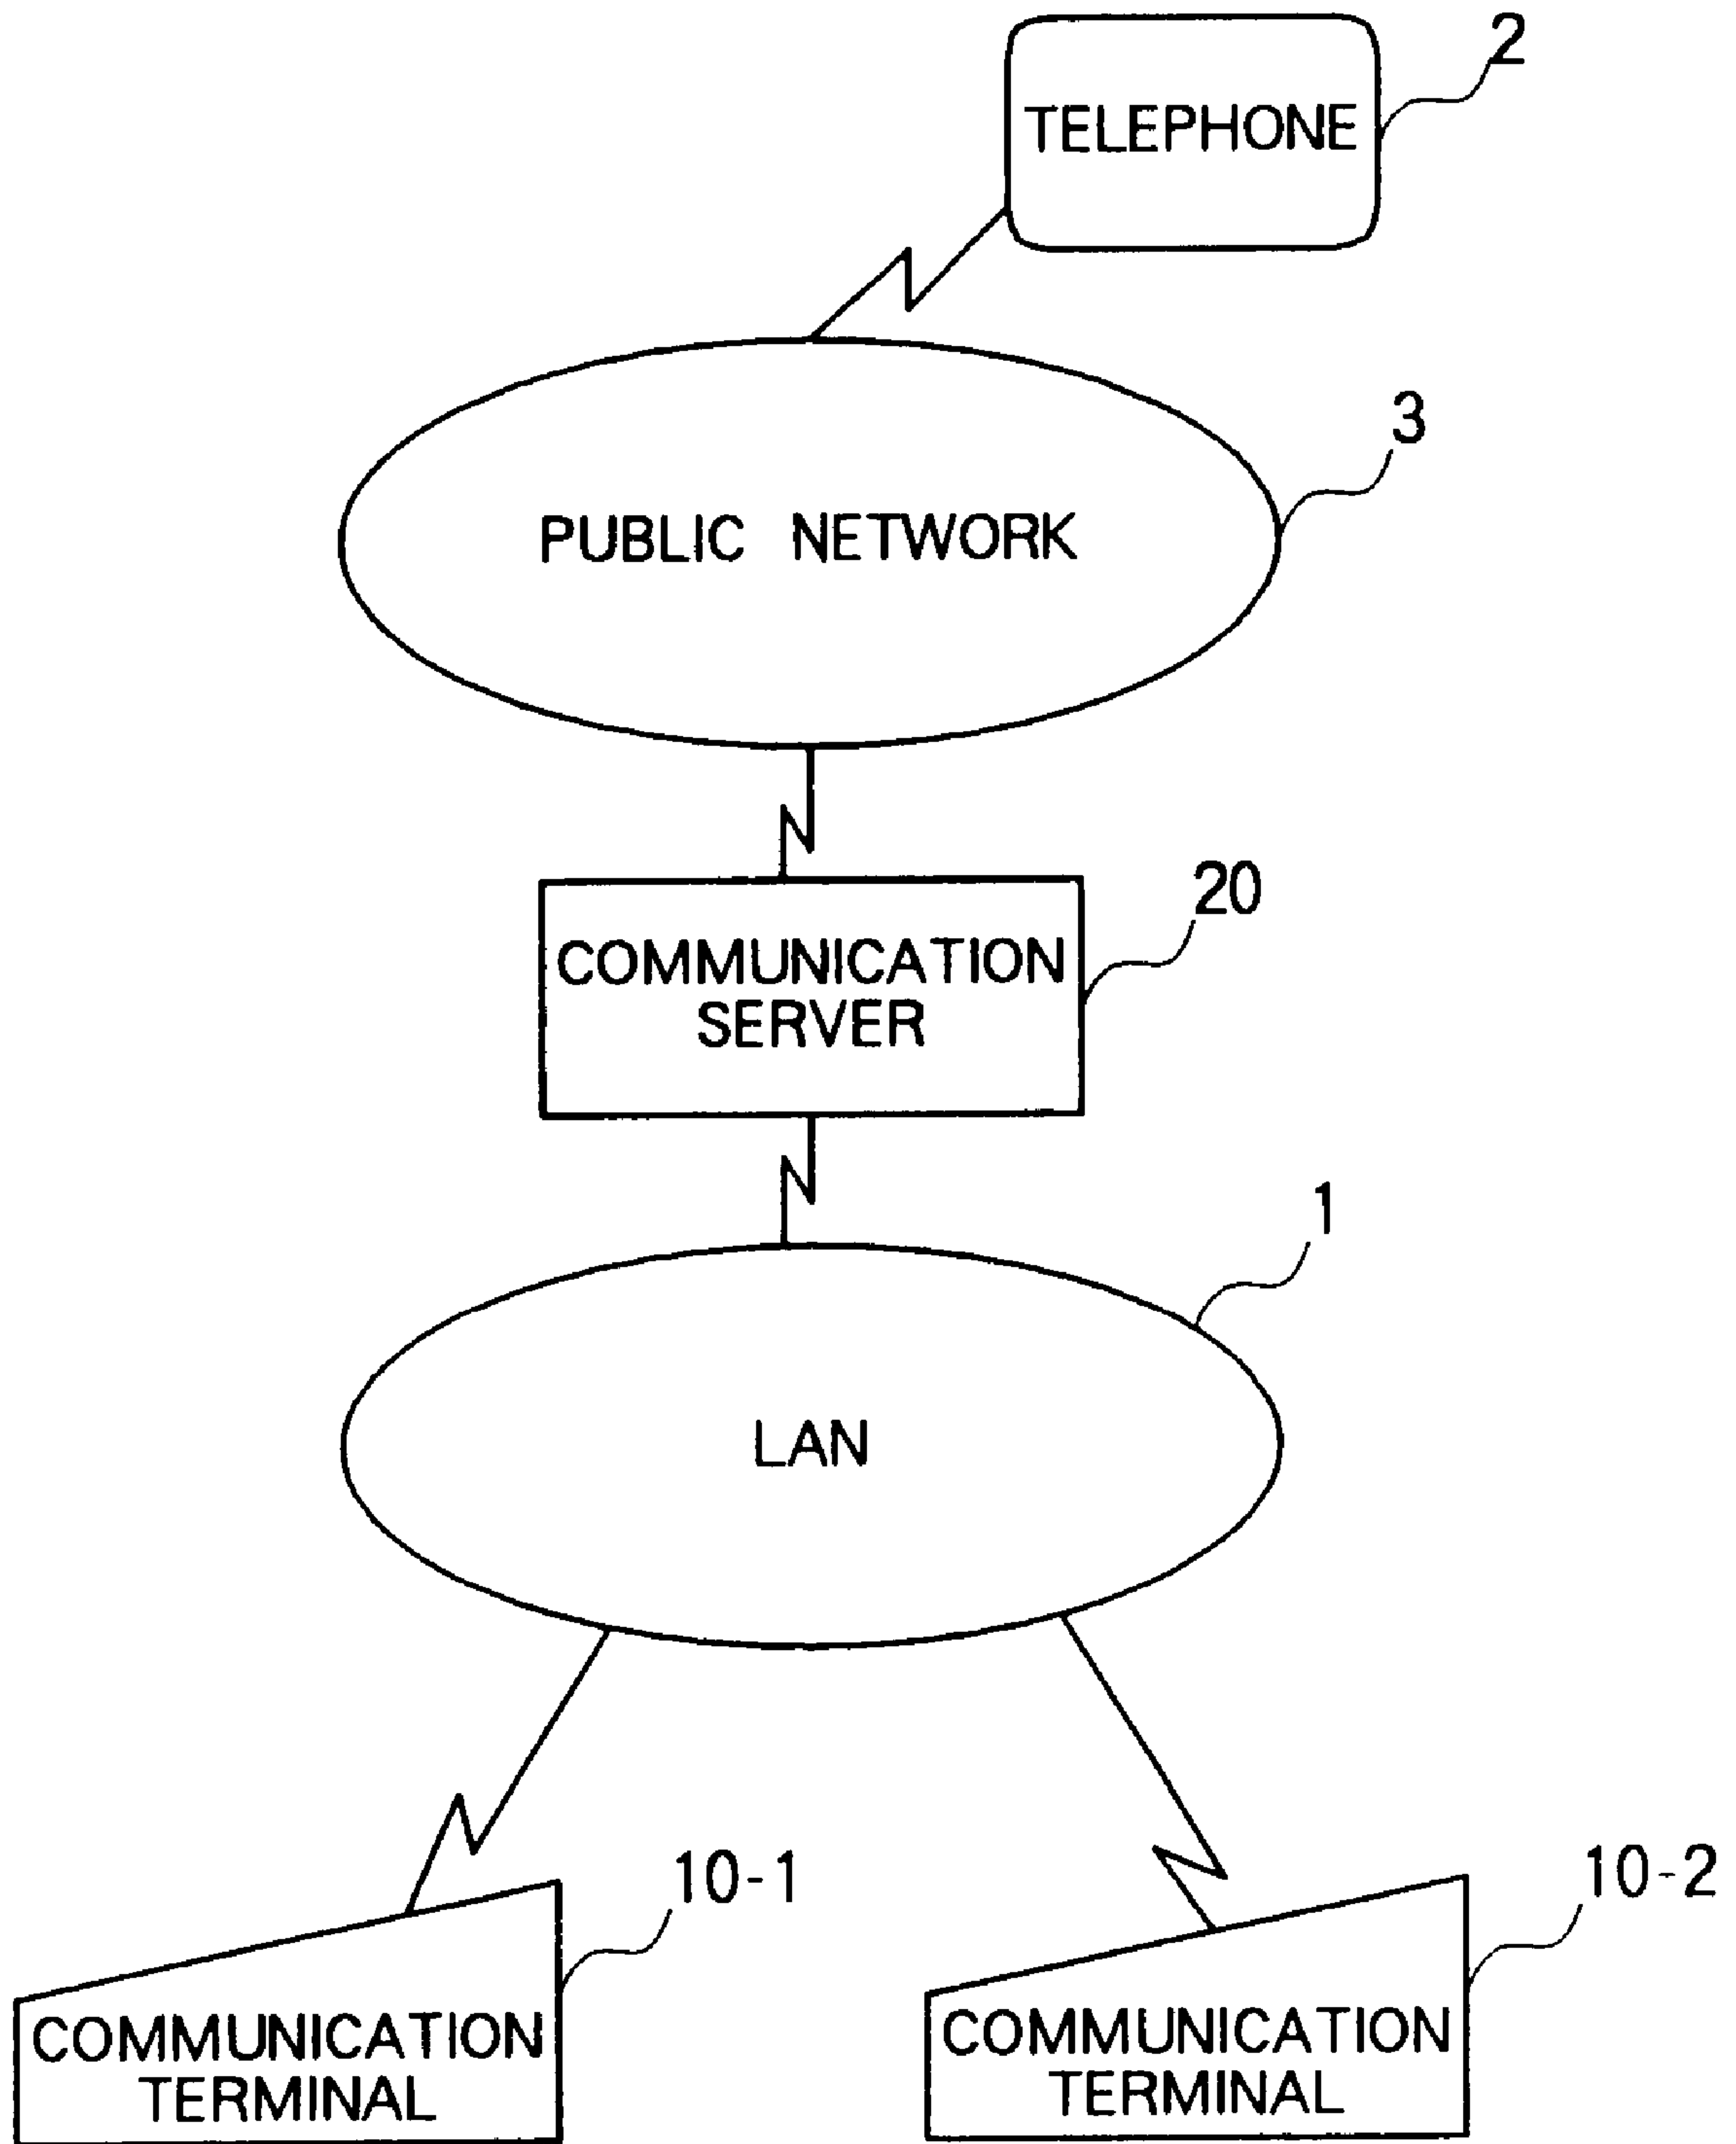 2
TELEPHONE
3
PUBLIC NETWORK
20
COMMUNICATION
SERVER
1
LAN
10-1
10-2
COMMUNICATION
TERMINAL
COMMUNICATION
TERMINAL